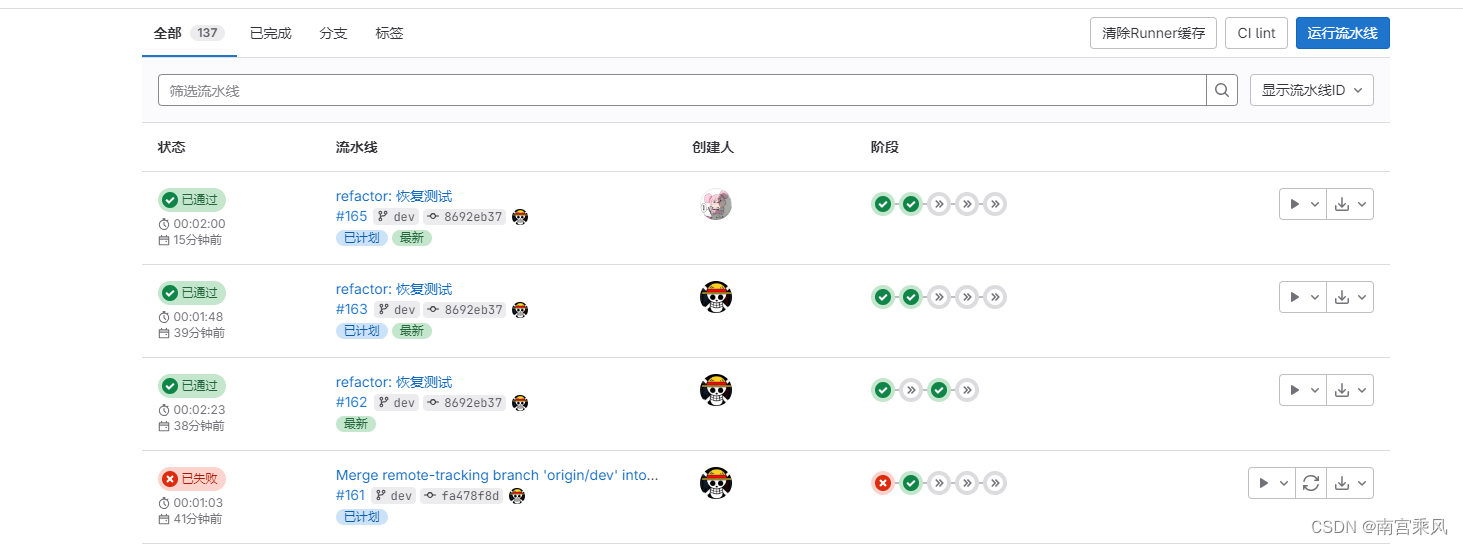 全部 137 已完成 分支 标签 清除Runner缓存 CI lint 运行流水线
筛选流水线 显示流水线ID
状态 流水线 创建人 阶段
已通过 refactor: 恢复测试
00:02:00 #165 dev 8692eb37
15分钟前 已计划 最新
已通过 refactor: 恢复测试
00:01:48 #163 dev 8692eb37
39分钟前 已计划 最新
已通过 refactor: 恢复测试
00:02:23 #162 dev 8692eb37
38分钟前 最新
已失败 Merge remote-tracking branch 'origin/dev' into...
00:01:03 #161 dev fa478f8d
41分钟前 已计划
CSDN @南宫乘风